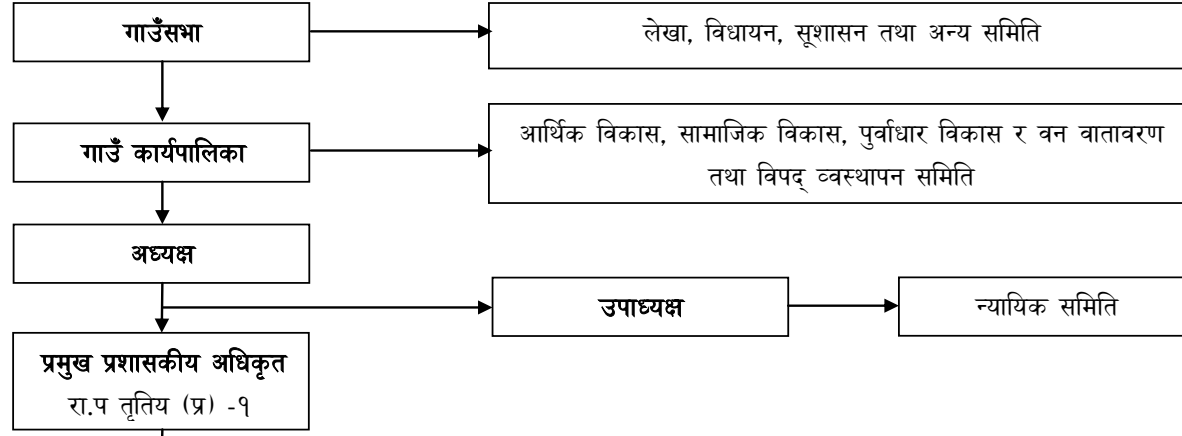 गाउँसभा
लेखा, विधायन, सूशासन तथा अन्य समिति
गाउँ कार्यपालिका
आर्थिक विकास, सामाजिक विकास, पुर्वाधार विकास र वन वातावरण
तथा विपद् व्वस्थापन समिति
अध्यक्ष
उपाध्यक्ष
न्यायिक समिति
प्रमुख प्रशासकीय अधिकृत
रा.प तृतिय (प्र) -१